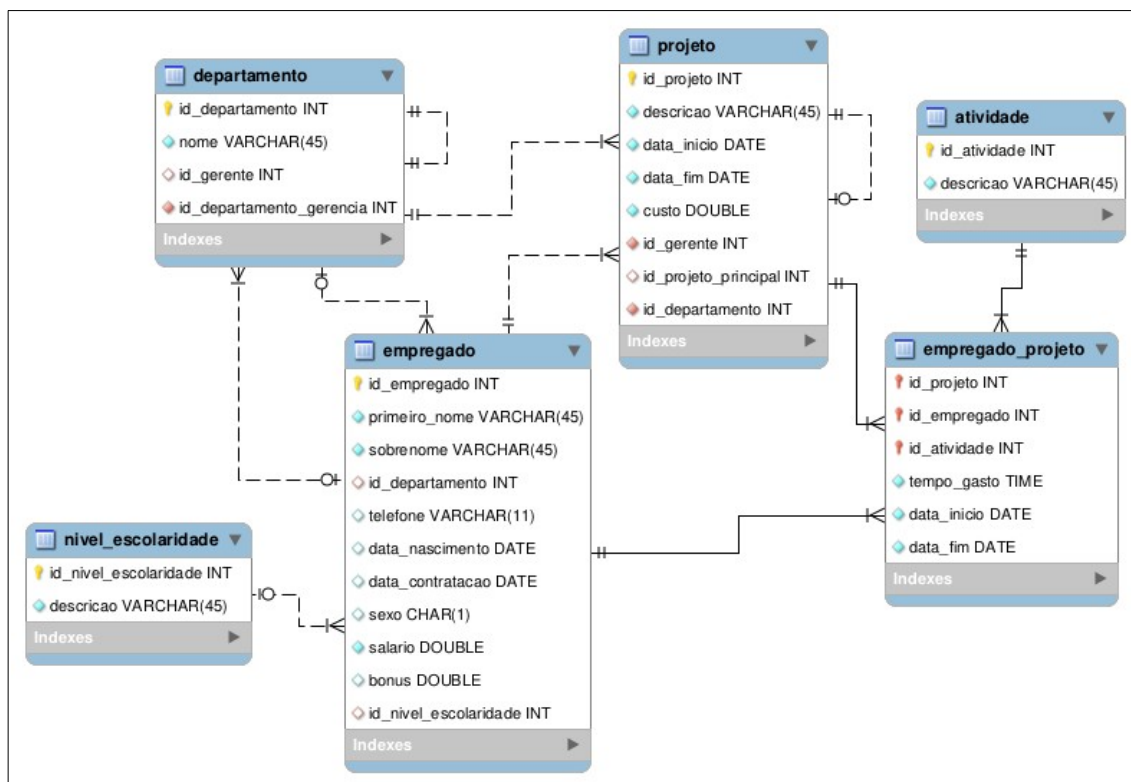 departamento
id_departamento INT
nome VARCHAR(45)
id_gerente INT
id_departamento_gerencia INT
Indexes
projeto
id_projeto INT
descricao VARCHAR(45)
data_inicio DATE
data_fim DATE
custo DOUBLE
id_gerente INT
id_projeto_principal INT
id_departamento INT
Indexes
atividade
id_atividade INT
descricao VARCHAR(45)
Indexes
empregado
id_empregado INT
primeiro_nome VARCHAR(45)
sobrenome VARCHAR(45)
id_departamento INT
telefone VARCHAR(11)
data_nascimento DATE
data_contratacao DATE
sexo CHAR(1)
salario DOUBLE
bonus DOUBLE
id_nivel_escolaridade INT
Indexes
empregado_projeto
id_projeto INT
id_empregado INT
id_atividade INT
tempo_gasto TIME
data_inicio DATE
data_fim DATE
Indexes
nivel_escolaridade
id_nivel_escolaridade INT
descricao VARCHAR(45)
Indexes